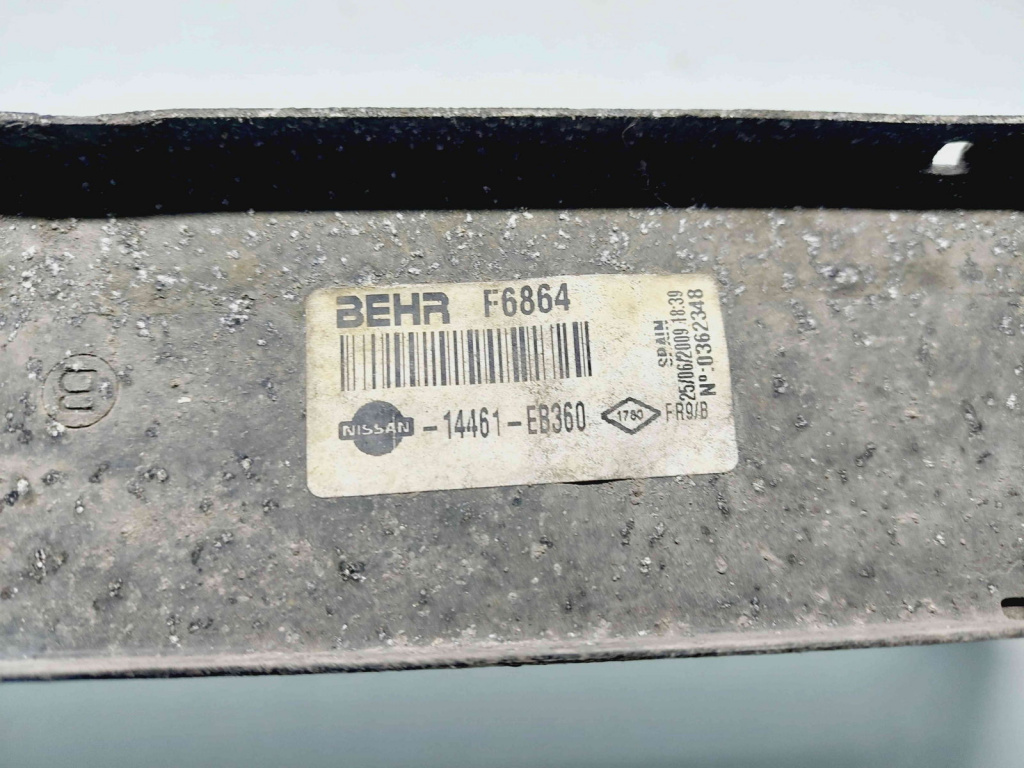 BEHR F6864
NISSAN -14461-EB360 1780 FR9/B
SPAIN
25/06/2009 18:39
Nº:0362348